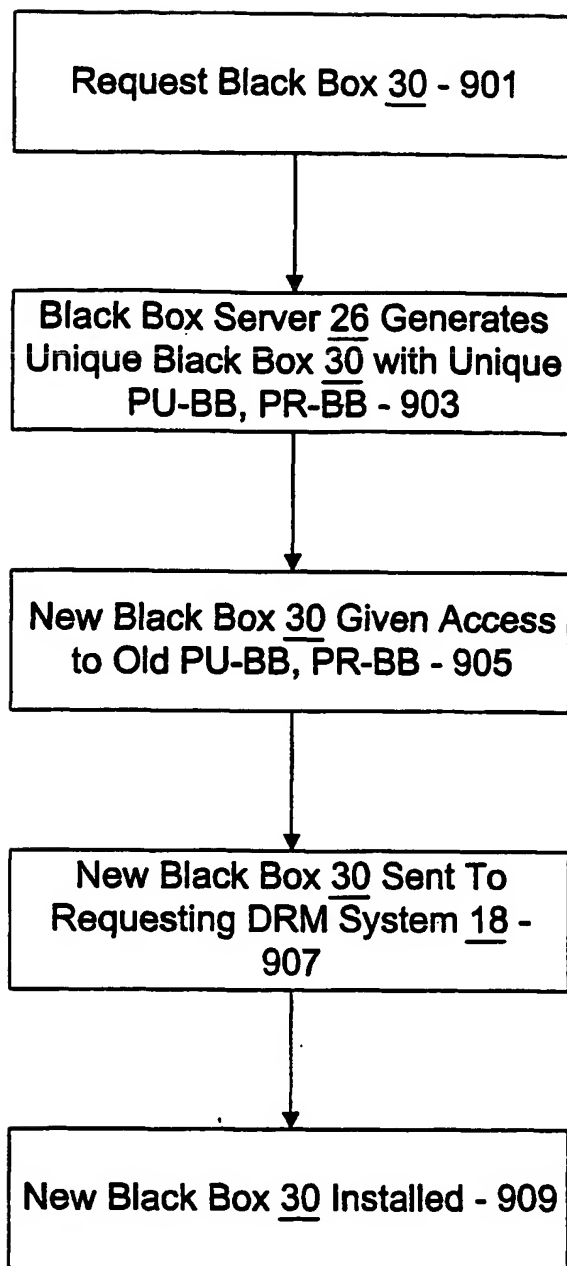 Request Black Box 30 - 901
Black Box Server 26 Generates
Unique Black Box 30 with Unique
PU-BB, PR-BB - 903
New Black Box 30 Given Access
to Old PU-BB, PR-BB - 905
New Black Box 30 Sent To
Requesting DRM System 18 -
907
New Black Box 30 Installed - 909